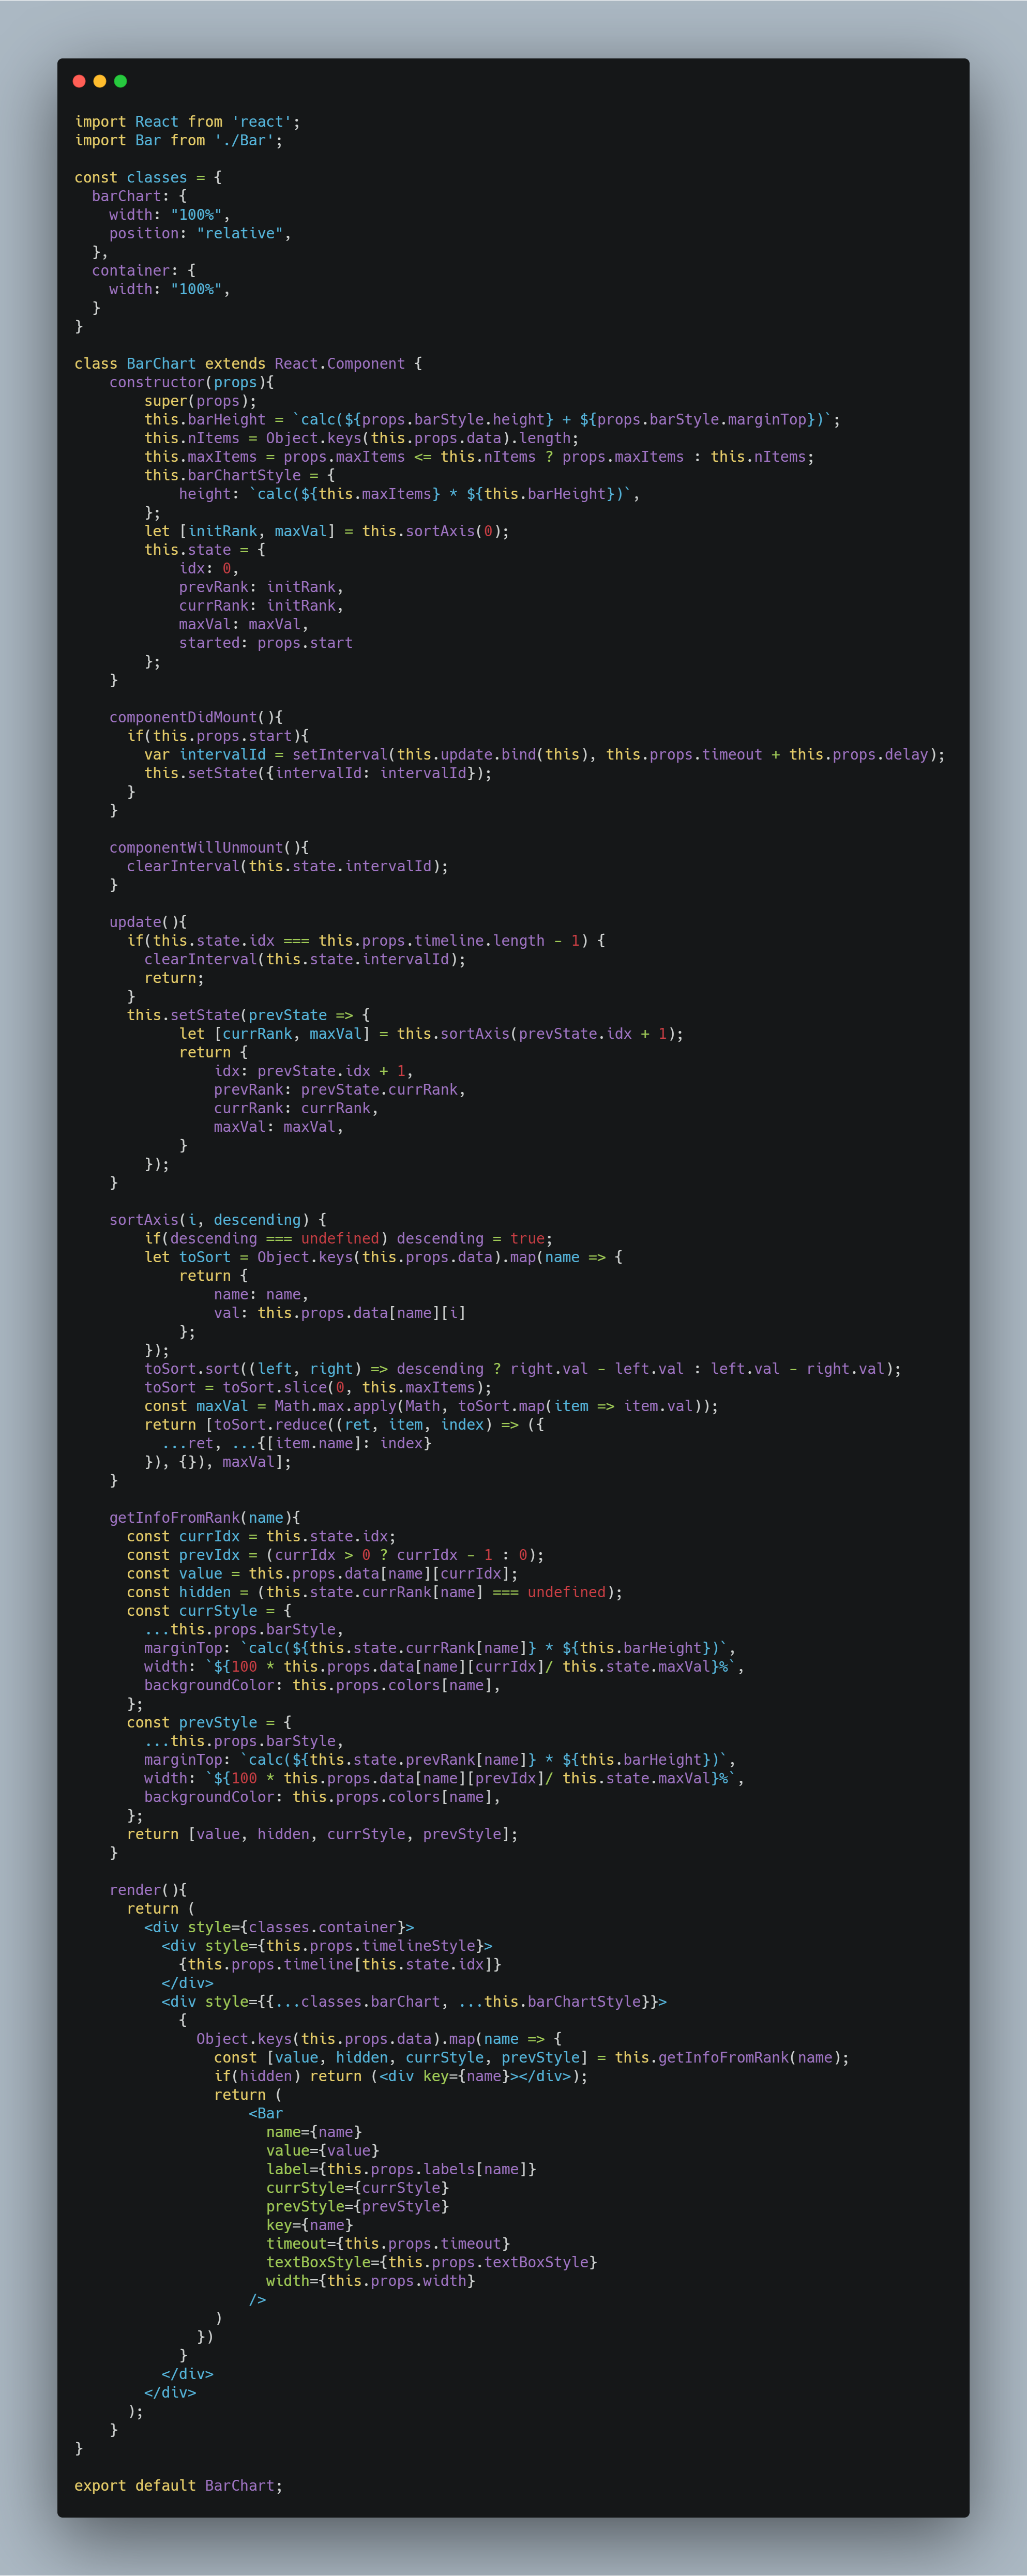 import React from 'react';
import Bar from './Bar';

const classes = {
  barChart: {
    width: "100%",
    position: "relative",
  },
  container: {
    width: "100%",
  }
}

class BarChart extends React.Component {
    constructor(props){
        super(props);
        this.barHeight = `calc(${props.barStyle.height} + ${props.barStyle.marginTop})`;
        this.nItems = Object.keys(this.props.data).length;
        this.maxItems = props.maxItems <= this.nItems ? props.maxItems : this.nItems;
        this.barChartStyle = {
            height: `calc(${this.maxItems} * ${this.barHeight})`,
        };
        let [initRank, maxVal] = this.sortAxis(0);
        this.state = {
            idx: 0,
            prevRank: initRank,
            currRank: initRank,
            maxVal: maxVal,
            started: props.start
        };
    }

    componentDidMount(){
      if(this.props.start){
        var intervalId = setInterval(this.update.bind(this), this.props.timeout + this.props.delay);
        this.setState({intervalId: intervalId});
      }
    }

    componentWillUnmount(){
      clearInterval(this.state.intervalId);
    }

    update(){
      if(this.state.idx === this.props.timeline.length - 1) {
        clearInterval(this.state.intervalId);
        return;
      }
      this.setState(prevState => {
            let [currRank, maxVal] = this.sortAxis(prevState.idx + 1);
            return {
                idx: prevState.idx + 1,
                prevRank: prevState.currRank,
                currRank: currRank,
                maxVal: maxVal,
            }
        });
    }

    sortAxis(i, descending) {
        if(descending === undefined) descending = true;
        let toSort = Object.keys(this.props.data).map(name => {
            return {
                name: name,
                val: this.props.data[name][i]
            };
        });
        toSort.sort((left, right) => descending ? right.val - left.val : left.val - right.val);
        toSort = toSort.slice(0, this.maxItems);
        const maxVal = Math.max.apply(Math, toSort.map(item => item.val));
        return [toSort.reduce((ret, item, index) => ({
          ...ret, ...{[item.name]: index}
        }), {}), maxVal];
    }

    getInfoFromRank(name){
      const currIdx = this.state.idx;
      const prevIdx = (currIdx > 0 ? currIdx - 1 : 0);
      const value = this.props.data[name][currIdx];
      const hidden = (this.state.currRank[name] === undefined);
      const currStyle = {
        ...this.props.barStyle,
        marginTop: `calc(${this.state.currRank[name]} * ${this.barHeight})`,
        width: `${100 * this.props.data[name][currIdx]/ this.state.maxVal}%`,
        backgroundColor: this.props.colors[name],
      };
      const prevStyle = {
        ...this.props.barStyle,
        marginTop: `calc(${this.state.prevRank[name]} * ${this.barHeight})`,
        width: `${100 * this.props.data[name][prevIdx]/ this.state.maxVal}%`,
        backgroundColor: this.props.colors[name],
      };
      return [value, hidden, currStyle, prevStyle];
    }

    render(){
      return (
        <div style={classes.container}>
          <div style={this.props.timelineStyle}>
            {this.props.timeline[this.state.idx]}
          </div>
          <div style={{...classes.barChart, ...this.barChartStyle}}>
            {
              Object.keys(this.props.data).map(name => {
                const [value, hidden, currStyle, prevStyle] = this.getInfoFromRank(name);
                if(hidden) return (<div key={name}></div>);
                return (
                    <Bar
                      name={name}
                      value={value}
                      label={this.props.labels[name]}
                      currStyle={currStyle}
                      prevStyle={prevStyle}
                      key={name}
                      timeout={this.props.timeout}
                      textBoxStyle={this.props.textBoxStyle}
                      width={this.props.width}
                    />
                )
              })
            }
          </div>
        </div>
      );
    }
}

export default BarChart;